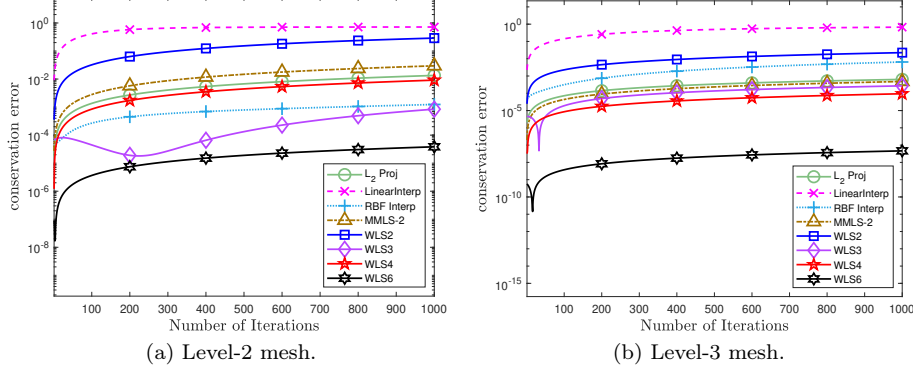 conservation error
10^0
10^-2
10^-4
10^-6
10^-8
100 200 300 400 500 600 700 800 900 1000
Number of Iterations
L_2 Proj
LinearInterp
RBF Interp
MMLS-2
WLS2
WLS3
WLS4
WLS6
(a) Level-2 mesh.
conservation error
10^0
10^-5
10^-10
10^-15
100 200 300 400 500 600 700 800 900 1000
Number of Iterations
L_2 Proj
LinearInterp
RBF Interp
MMLS-2
WLS2
WLS3
WLS4
WLS6
(b) Level-3 mesh.